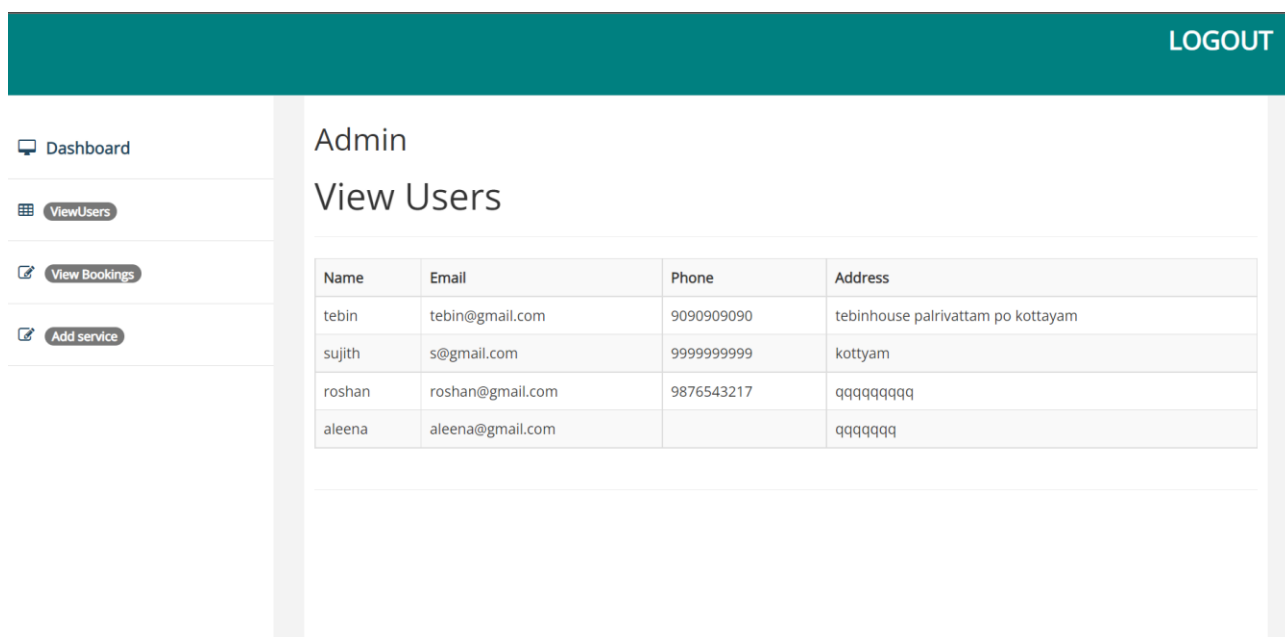 LOGOUT
Dashboard
ViewUsers
View Bookings
Add service
Admin
View Users
Name Email Phone Address
tebin tebin@gmail.com 9090909090 tebinhouse palrivattam po kottayam
sujith s@gmail.com 9999999999 kottyam
roshan roshan@gmail.com 9876543217 qqqqqqqqq
aleena aleena@gmail.com qqqqqqq